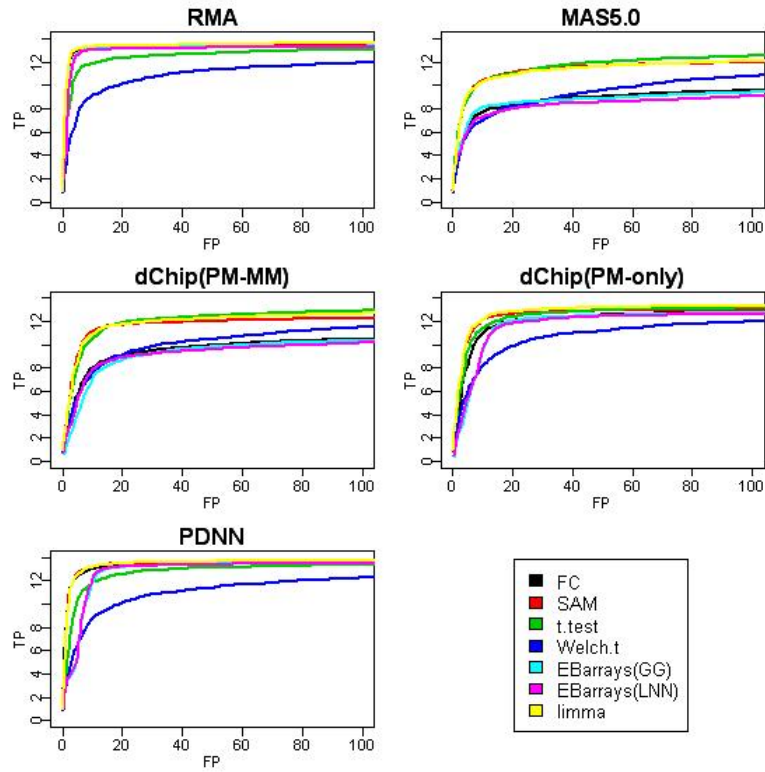 RMA
TP
0 2 4 6 8 12
0 20 40 60 80 100
FP
MAS5.0
TP
0 2 4 6 8 12
0 20 40 60 80 100
FP
dChip(PM-MM)
TP
0 2 4 6 8 12
0 20 40 60 80 100
FP
dChip(PM-only)
TP
0 2 4 6 8 12
0 20 40 60 80 100
FP
PDNN
TP
0 2 4 6 8 12
0 20 40 60 80 100
FP
FC
SAM
t.test
Welch.t
EBarrays(GG)
EBarrays(LNN)
limma